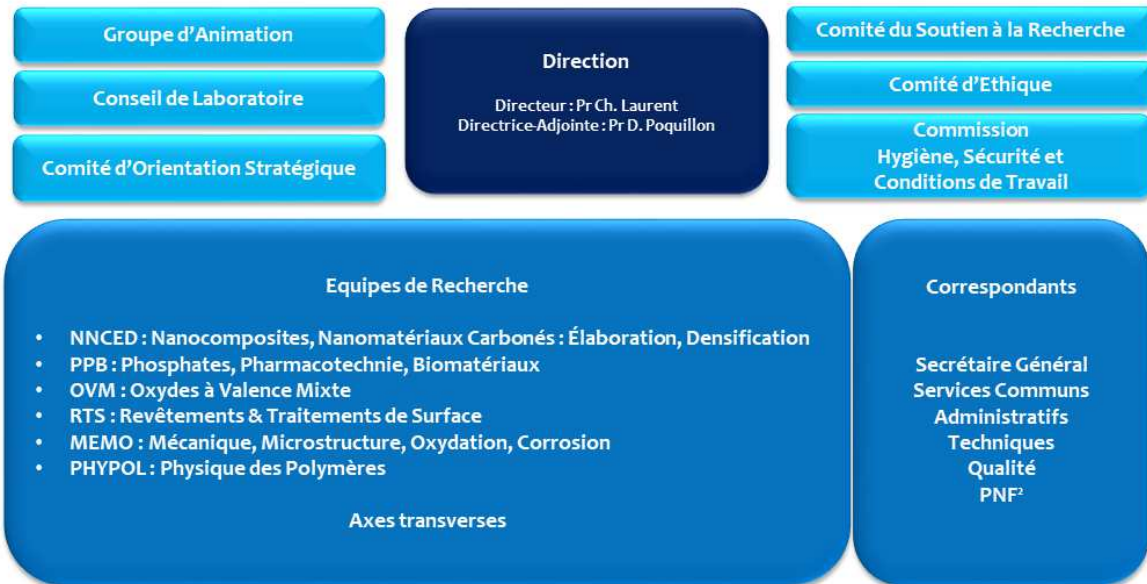 Groupe d'Animation
Conseil de Laboratoire
Comité d'Orientation Stratégique
Direction
Directeur : Pr Ch. Laurent
Directrice-Adjointe : Pr D. Poquillon
Comité du Soutien à la Recherche
Comité d'Ethique
Commission
Hygiène, Sécurité et
Conditions de Travail
Equipes de Recherche
• NNCED : Nanocomposites, Nanomatériaux Carbonés : Élaboration, Densification
• PPB : Phosphates, Pharmacotechnie, Biomatériaux
• OVM : Oxydes à Valence Mixte
• RTS : Revêtements & Traitements de Surface
• MEMO : Mécanique, Microstructure, Oxydation, Corrosion
• PHYPOL : Physique des Polymères
Axes transverses
Correspondants
Secrétaire Général
Services Communs
Administratifs
Techniques
Qualité
PNF²